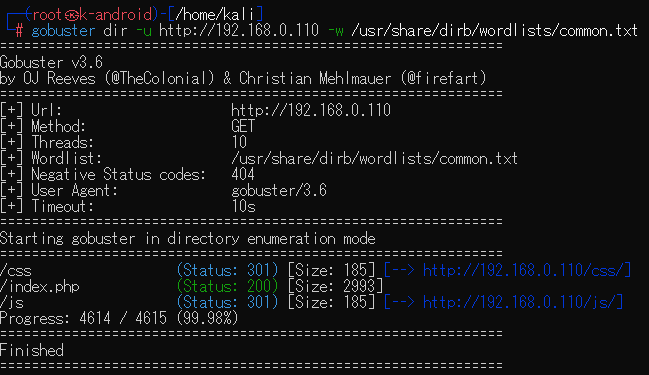 ┌──(root㉿k-android)-[/home/kali]
└─# gobuster dir -u http://192.168.0.110 -w /usr/share/dirb/wordlists/common.txt
===============================================================
Gobuster v3.6
by OJ Reeves (@TheColonial) & Christian Mehlmauer (@firefart)
===============================================================
[+] Url:                     http://192.168.0.110
[+] Method:                  GET
[+] Threads:                 10
[+] Wordlist:                /usr/share/dirb/wordlists/common.txt
[+] Negative Status codes:   404
[+] User Agent:              gobuster/3.6
[+] Timeout:                 10s
===============================================================
Starting gobuster in directory enumeration mode
===============================================================
/css                  (Status: 301) [Size: 185] [--> http://192.168.0.110/css/]
/index.php            (Status: 200) [Size: 2993]
/js                   (Status: 301) [Size: 185] [--> http://192.168.0.110/js/]
Progress: 4614 / 4615 (99.98%)
===============================================================
Finished
===============================================================